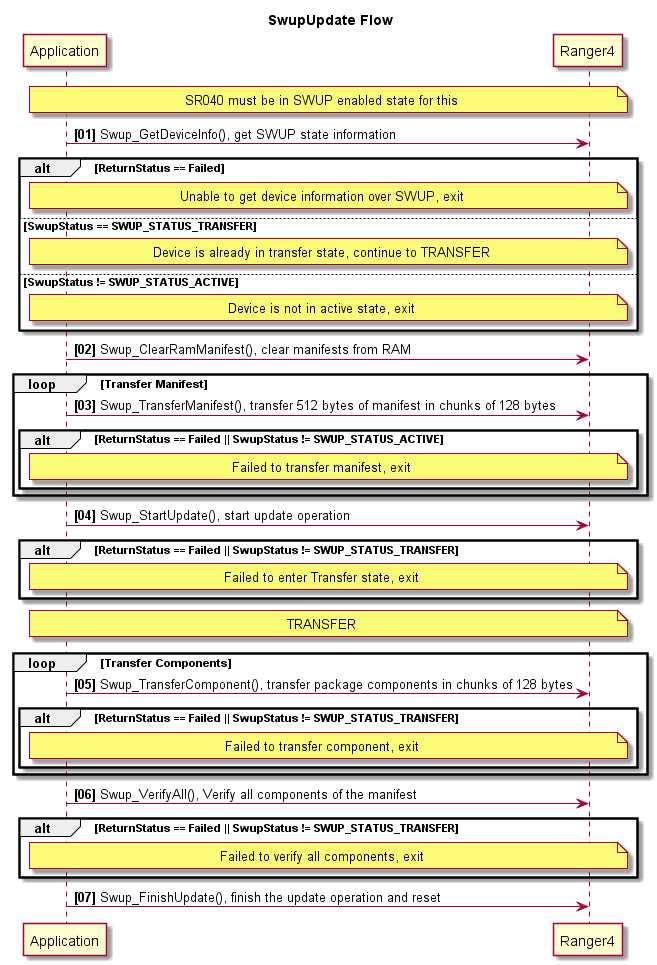 SwupUpdate Flow
Application
Ranger4
SR040 must be in SWUP enabled state for this
[01] Swup_GetDeviceInfo(), get SWUP state information
alt [ReturnStatus == Failed]
Unable to get device information over SWUP, exit
[SwupStatus == SWUP_STATUS_TRANSFER]
Device is already in transfer state, continue to TRANSFER
[SwupStatus != SWUP_STATUS_ACTIVE]
Device is not in active state, exit
[02] Swup_ClearRamManifest(), clear manifests from RAM
loop [Transfer Manifest]
[03] Swup_TransferManifest(), transfer 512 bytes of manifest in chunks of 128 bytes
alt [ReturnStatus == Failed || SwupStatus != SWUP_STATUS_ACTIVE]
Failed to transfer manifest, exit
[04] Swup_StartUpdate(), start update operation
alt [ReturnStatus == Failed || SwupStatus != SWUP_STATUS_TRANSFER]
Failed to enter Transfer state, exit
TRANSFER
loop [Transfer Components]
[05] Swup_TransferComponent(), transfer package components in chunks of 128 bytes
alt [ReturnStatus == Failed || SwupStatus != SWUP_STATUS_TRANSFER]
Failed to transfer component, exit
[06] Swup_VerifyAll(), Verify all components of the manifest
alt [ReturnStatus == Failed || SwupStatus != SWUP_STATUS_TRANSFER]
Failed to verify all components, exit
[07] Swup_FinishUpdate(), finish the update operation and reset
Application
Ranger4